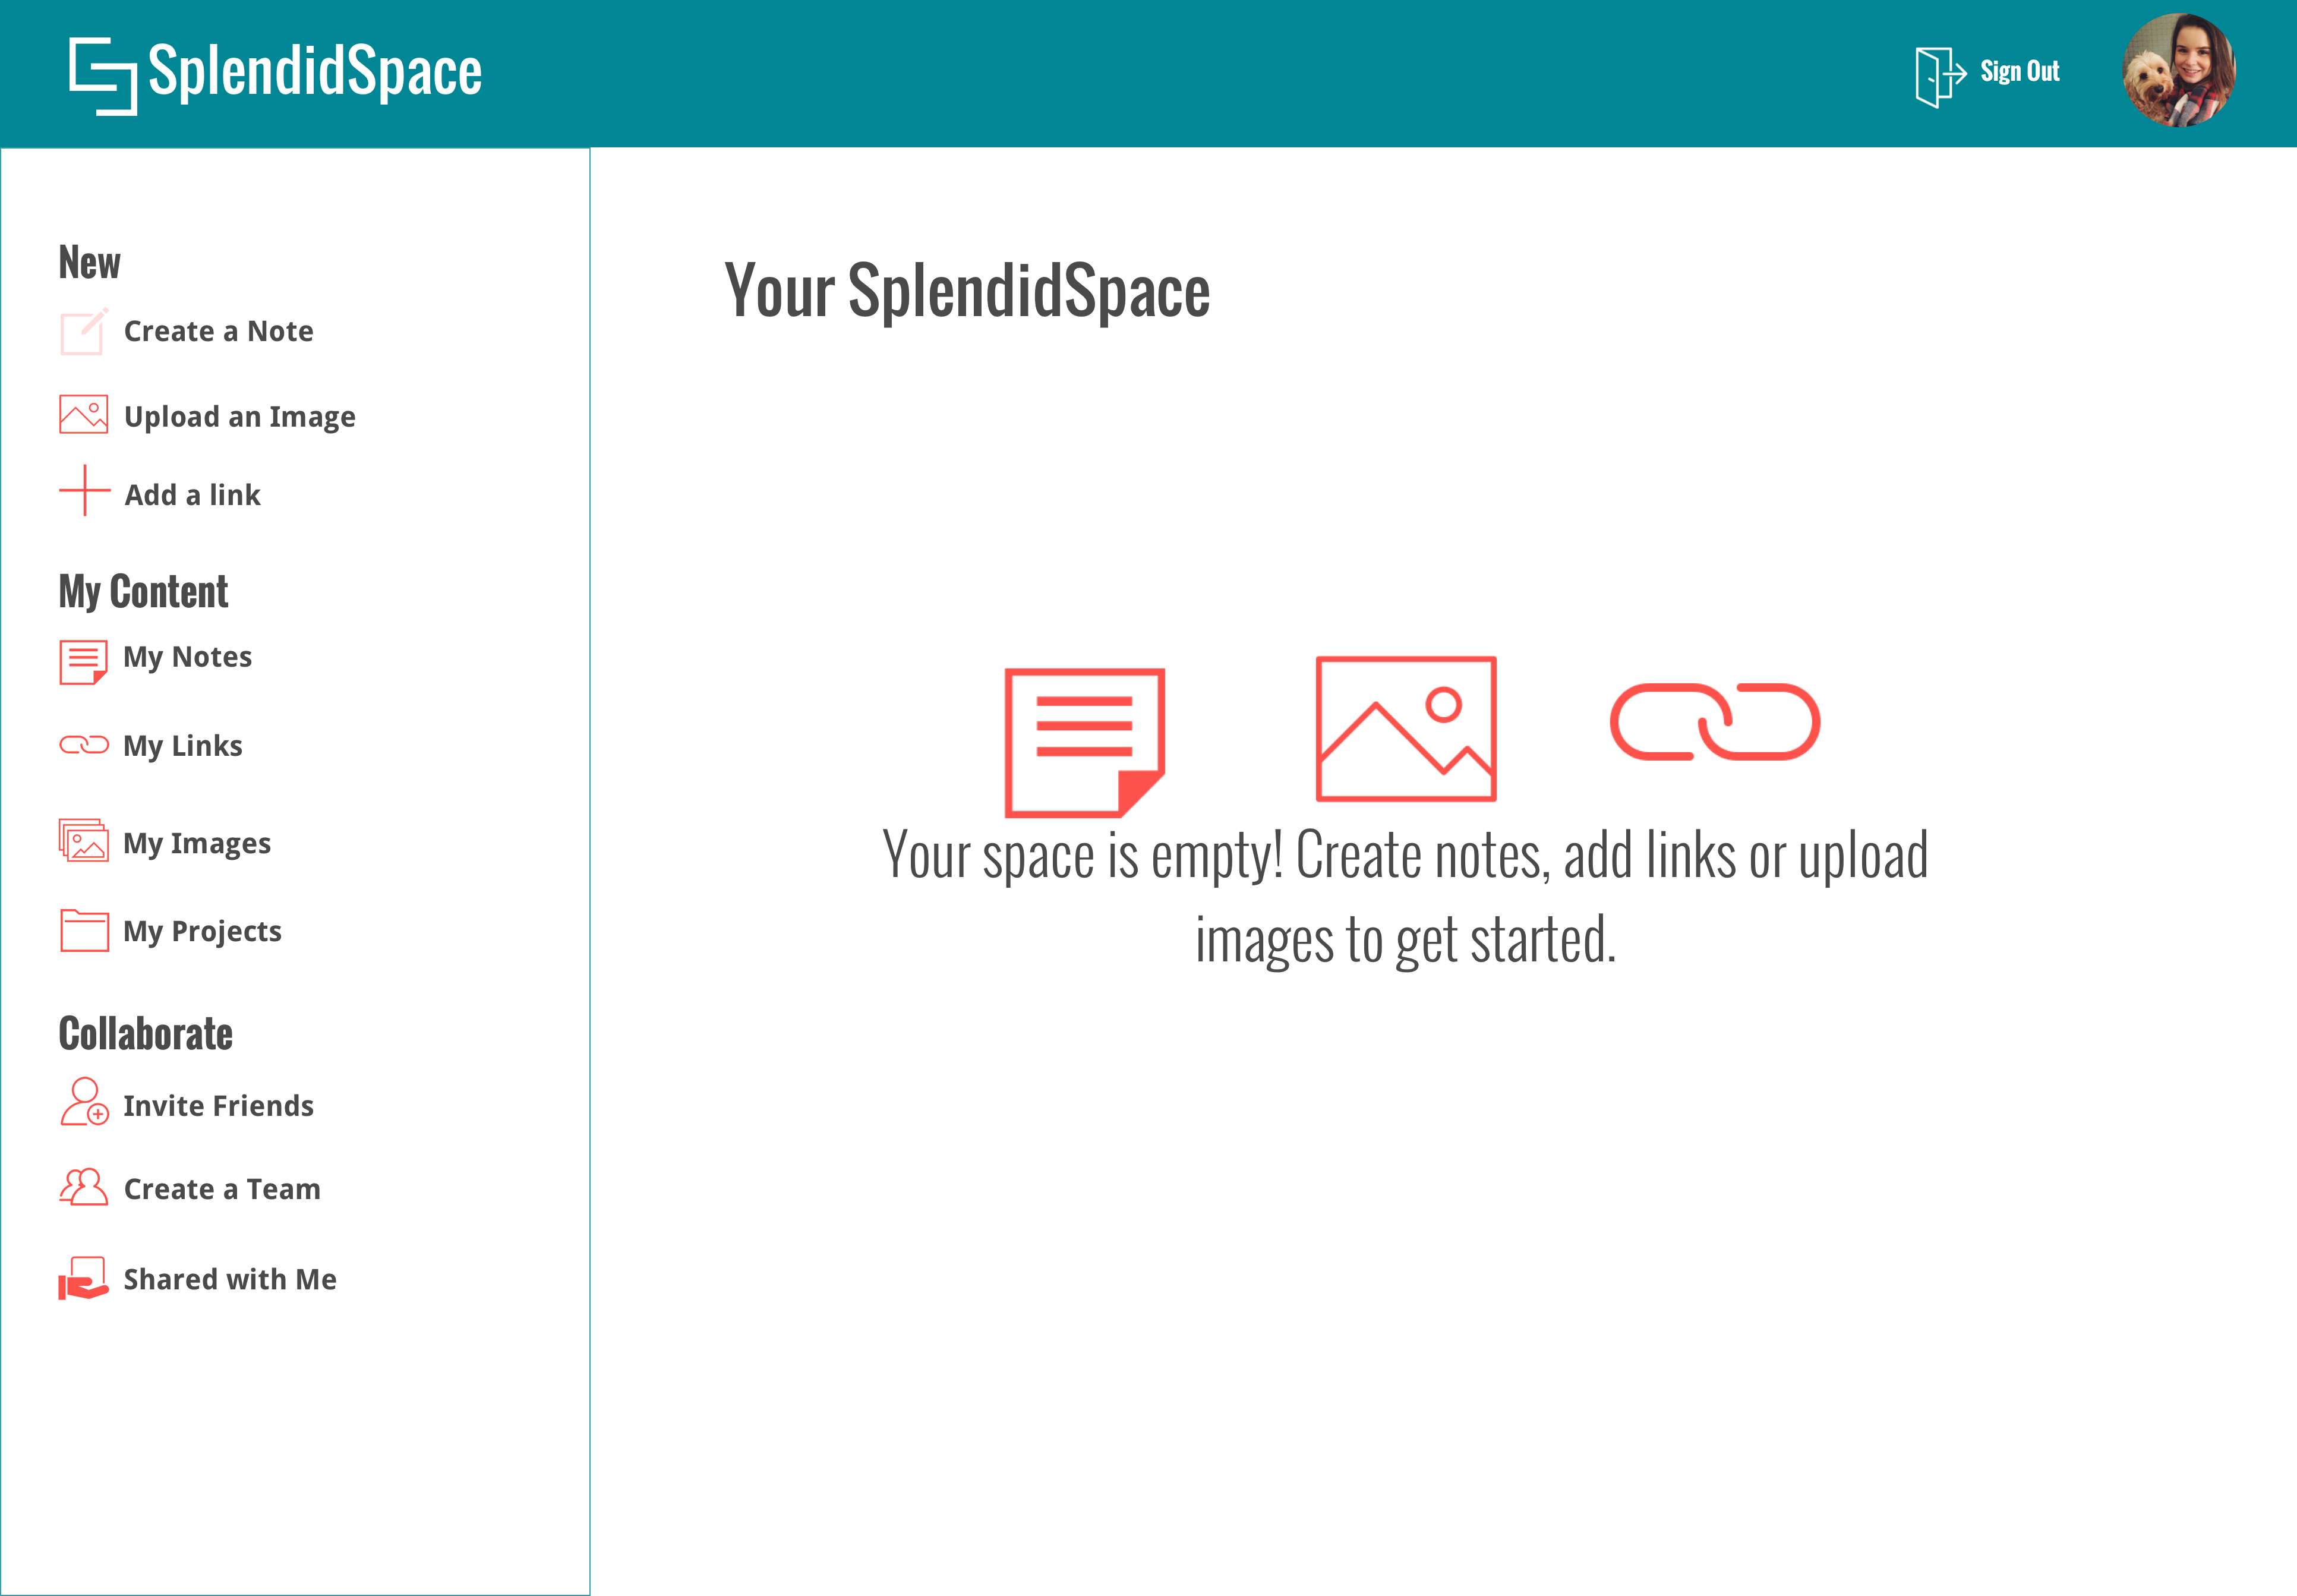 SplendidSpace
Sign Out
New
Create a Note
Upload an Image
Add a link
My Content
My Notes
My Links
My Images
My Projects
Collaborate
Invite Friends
Create a Team
Shared with Me
Your SplendidSpace
Your space is empty! Create notes, add links or upload
images to get started.